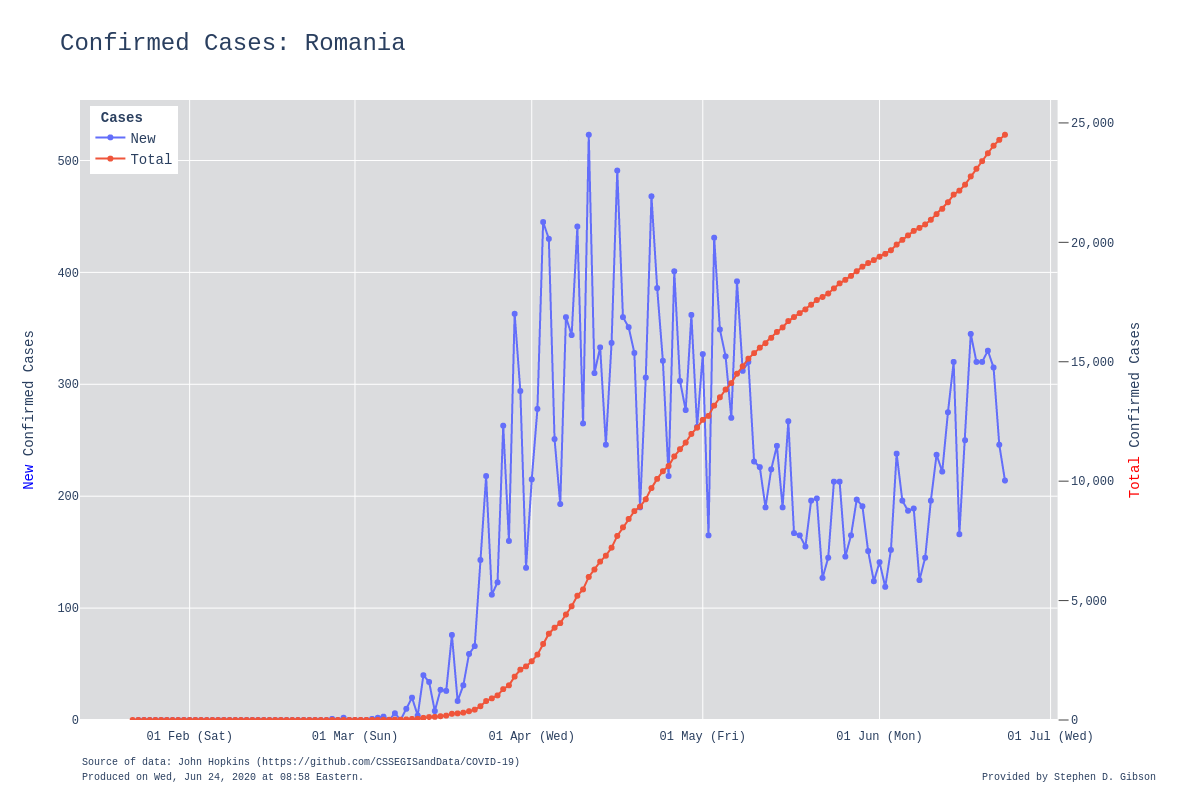 Confirmed Cases: Romania
Cases
New
Total
500
400
300
200
100
0
25,000
20,000
15,000
10,000
5,000
0
New Confirmed Cases
Total Confirmed Cases
01 Feb (Sat)
01 Mar (Sun)
01 Apr (Wed)
01 May (Fri)
01 Jun (Mon)
01 Jul (Wed)
Source of data: John Hopkins (https://github.com/CSSEGISandData/COVID-19)
Produced on Wed, Jun 24, 2020 at 08:58 Eastern.
Provided by Stephen D. Gibson